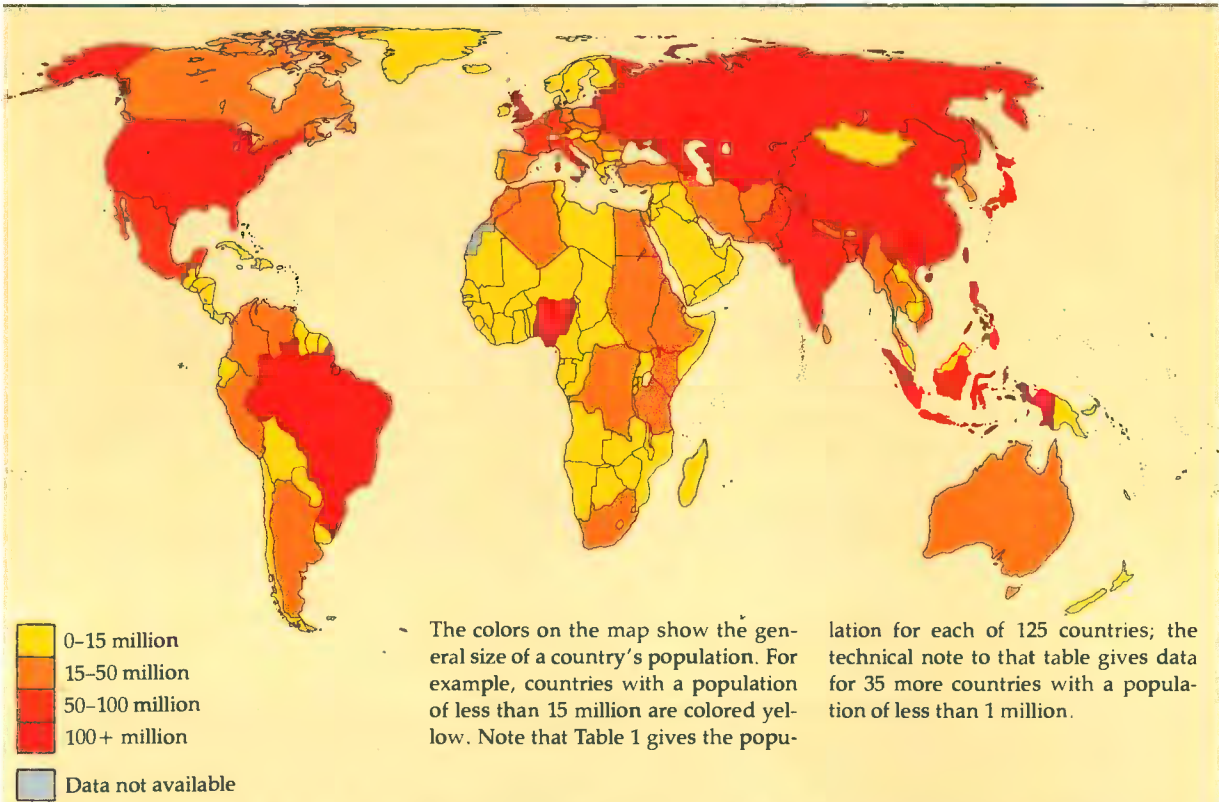 0–15 million
15–50 million
50–100 million
100+ million
Data not available
The colors on the map show the gen-
eral size of a country's population. For
example, countries with a population
of less than 15 million are colored yel-
low. Note that Table 1 gives the popu-
lation for each of 125 countries; the
technical note to that table gives data
for 35 more countries with a popula-
tion of less than 1 million.